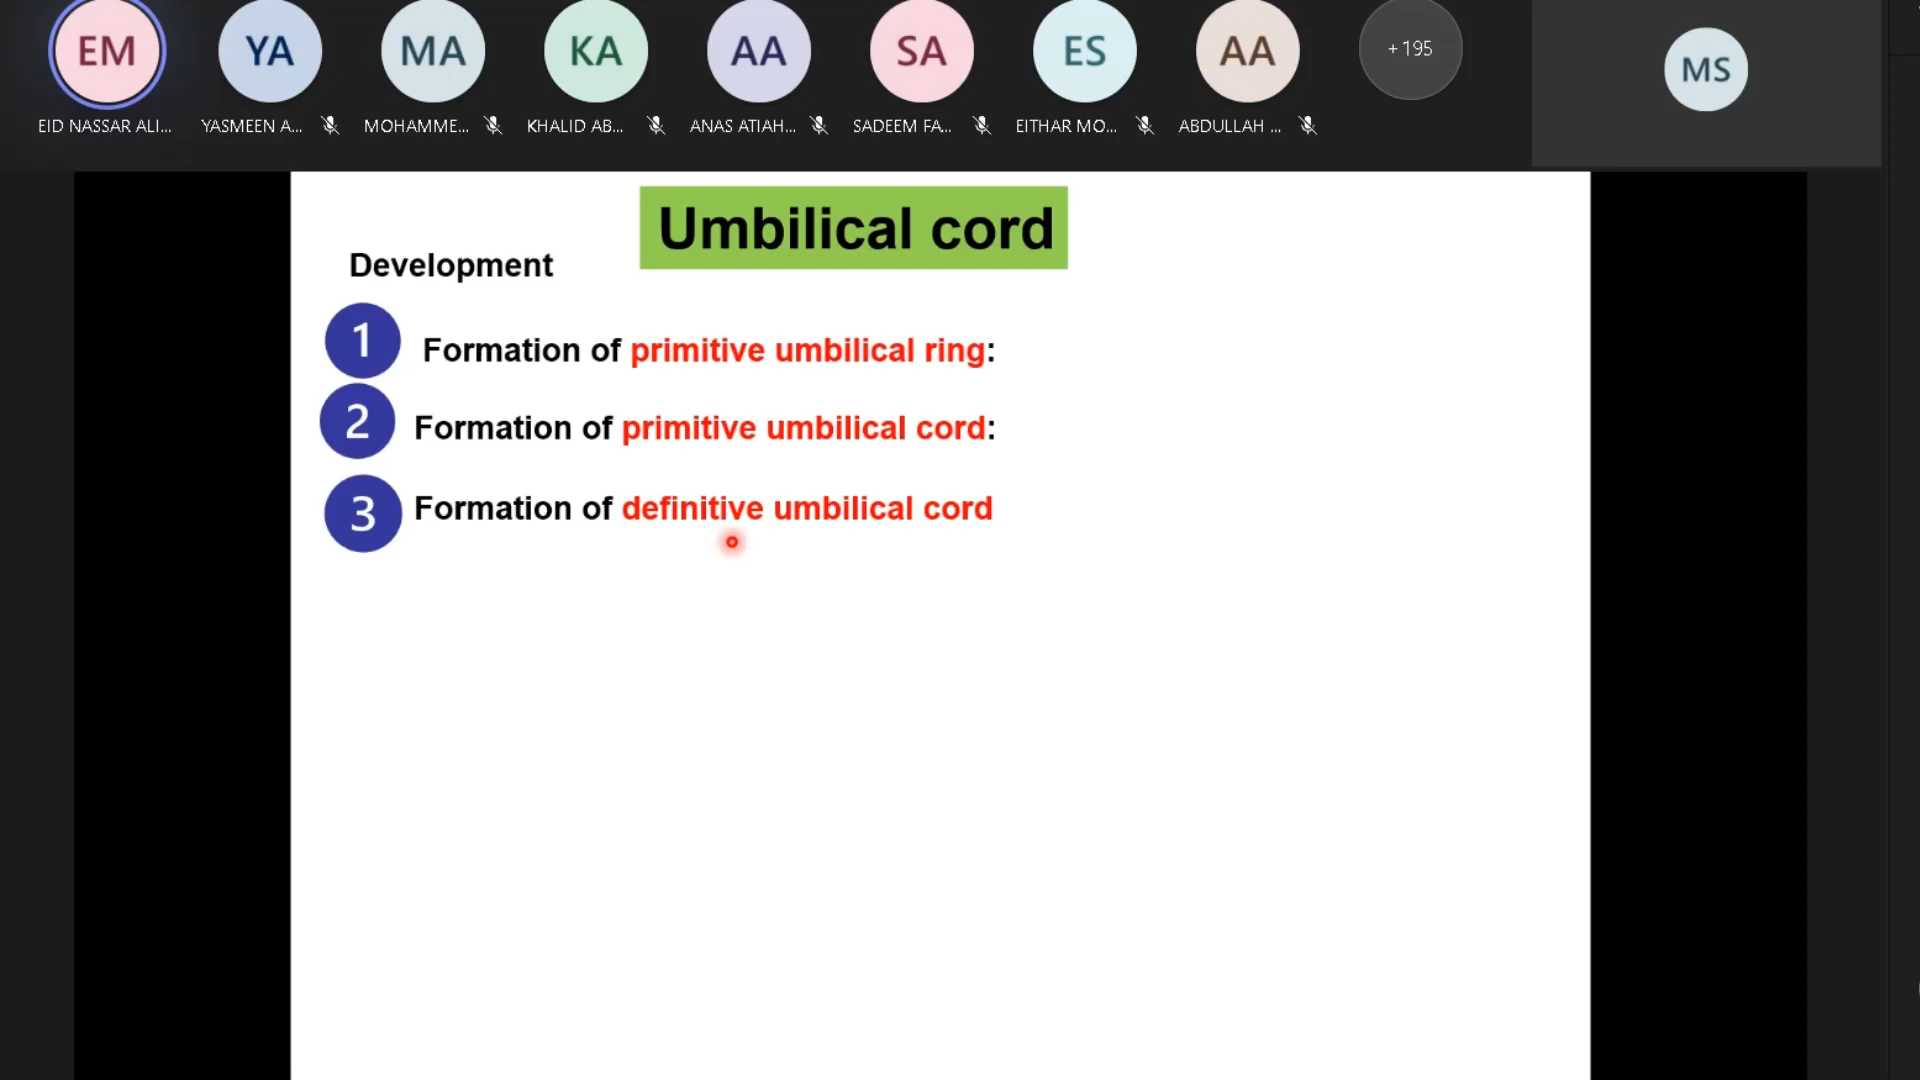 EM YA MA KA AA SA ES AA +195 MS
EID NASSAR ALI... YASMEEN A... MOHAMME... KHALID AB... ANAS ATIAH... SADEEM FA... EITHAR MO... ABDULLAH ...
Umbilical cord
Development
1 Formation of primitive umbilical ring:
2 Formation of primitive umbilical cord:
3 Formation of definitive umbilical cord